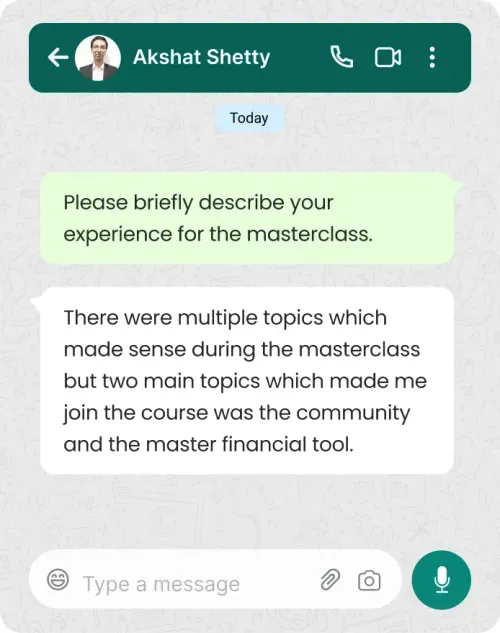 Akshat Shetty
Today
Please briefly describe your
experience for the masterclass.
There were multiple topics which
made sense during the masterclass
but two main topics which made me
join the course was the community
and the master financial tool.
Type a message